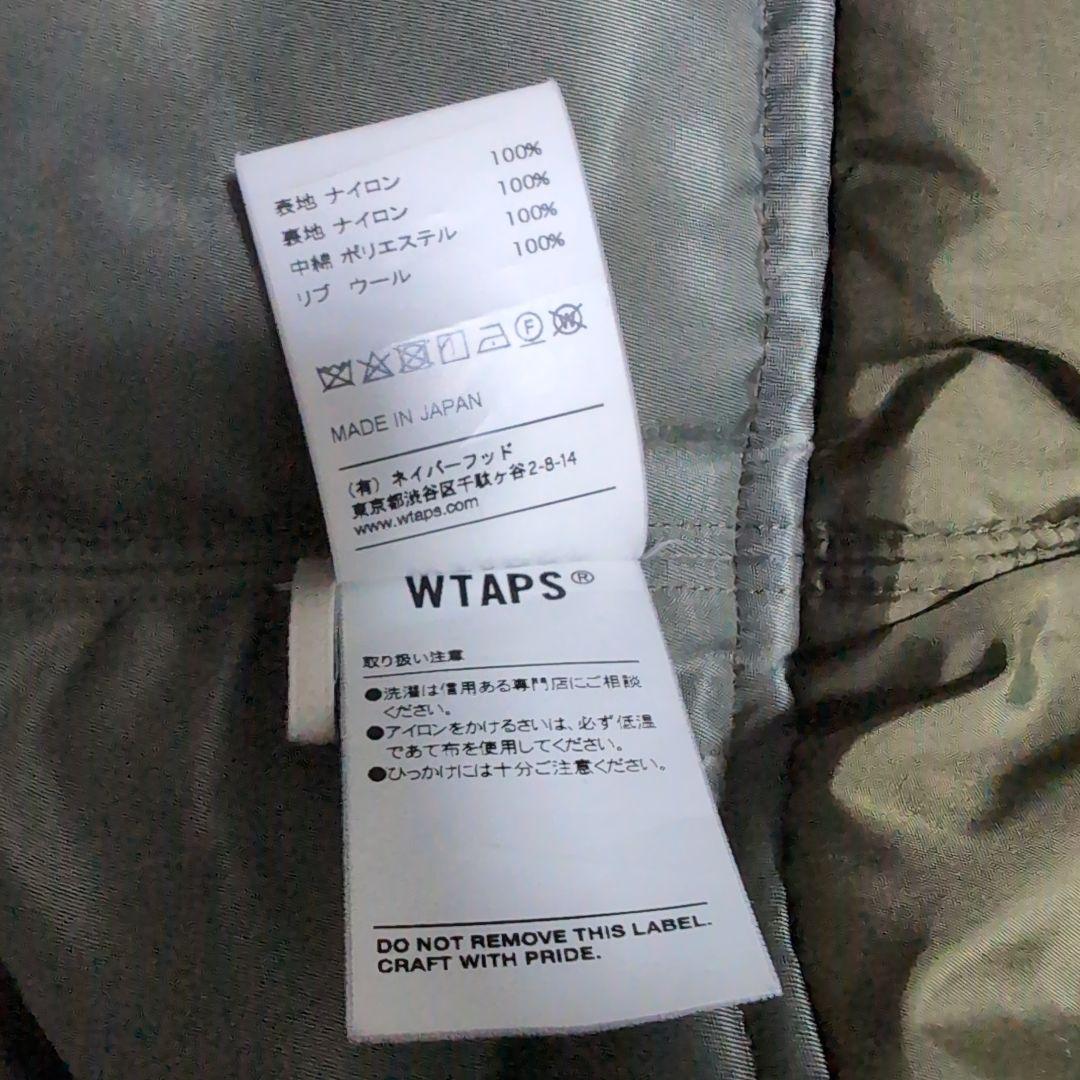 表地 ナイロン 100%
裏地 ナイロン 100%
中綿 ポリエステル 100%
リブ ウール 100%
F W
MADE IN JAPAN
(有) ネイバーフッド
東京都渋谷区千駄ヶ谷2-8-14
www.wtaps.com
WTAPS®
取り扱い注意
●洗濯は信用ある専門店にご相談
ください。
●アイロンをかけるさいは、必ず低温
であて布を使用してください。
●ひっかけには十分ご注意ください。
DO NOT REMOVE THIS LABEL.
CRAFT WITH PRIDE.